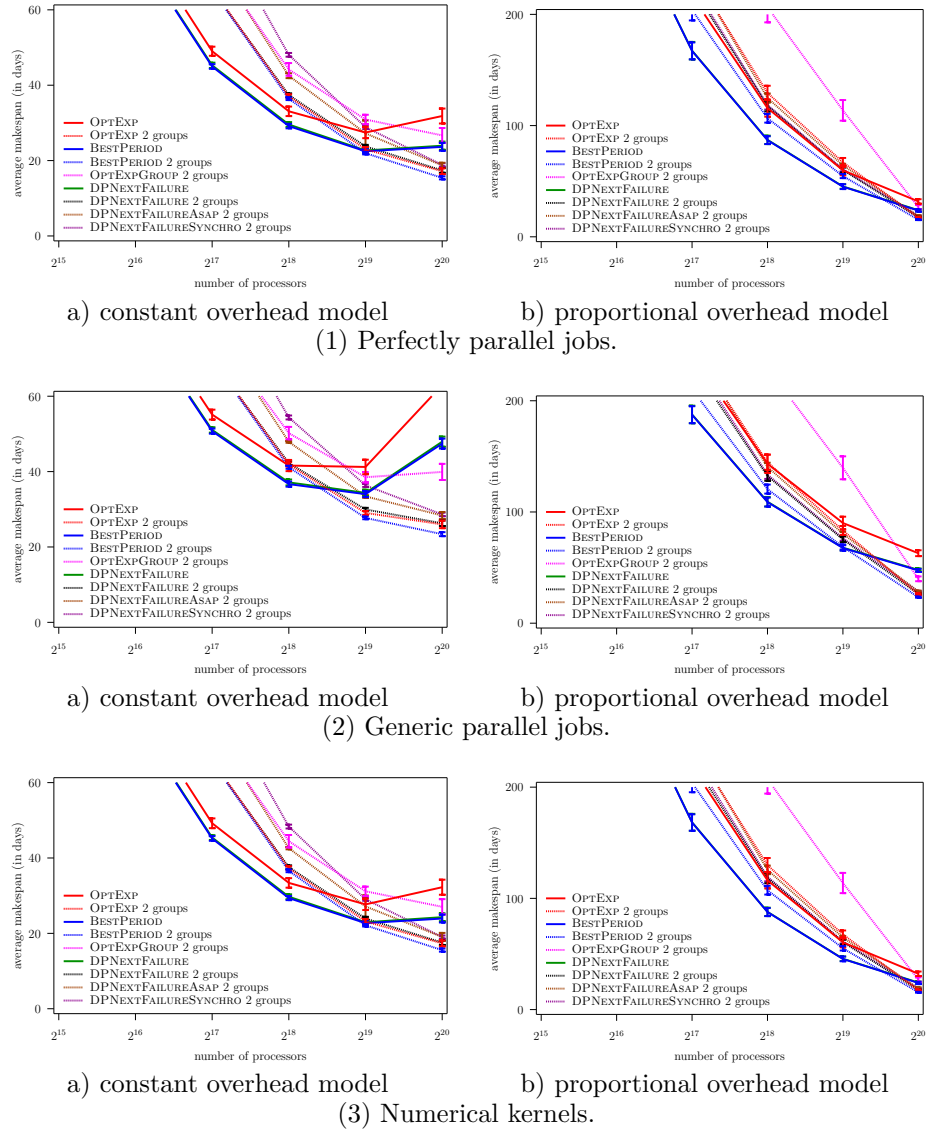 60
40
20
0
average makespan (in days)
OptExp
OptExp 2 groups
BestPeriod
BestPeriod 2 groups
OptExpGroup 2 groups
DPNextFailure
DPNextFailure 2 groups
DPNextFailureAsap 2 groups
DPNextFailureSynchro 2 groups
2^15 2^16 2^17 2^18 2^19 2^20
number of processors
a) constant overhead model
200
100
0
average makespan (in days)
OptExp
OptExp 2 groups
BestPeriod
BestPeriod 2 groups
OptExpGroup 2 groups
DPNextFailure
DPNextFailure 2 groups
DPNextFailureAsap 2 groups
DPNextFailureSynchro 2 groups
2^15 2^16 2^17 2^18 2^19 2^20
number of processors
b) proportional overhead model
(1) Perfectly parallel jobs.
60
40
20
0
average makespan (in days)
OptExp
OptExp 2 groups
BestPeriod
BestPeriod 2 groups
OptExpGroup 2 groups
DPNextFailure
DPNextFailure 2 groups
DPNextFailureAsap 2 groups
DPNextFailureSynchro 2 groups
2^15 2^16 2^17 2^18 2^19 2^20
number of processors
a) constant overhead model
200
100
0
average makespan (in days)
OptExp
OptExp 2 groups
BestPeriod
BestPeriod 2 groups
OptExpGroup 2 groups
DPNextFailure
DPNextFailure 2 groups
DPNextFailureAsap 2 groups
DPNextFailureSynchro 2 groups
2^15 2^16 2^17 2^18 2^19 2^20
number of processors
b) proportional overhead model
(2) Generic parallel jobs.
60
40
20
0
average makespan (in days)
OptExp
OptExp 2 groups
BestPeriod
BestPeriod 2 groups
OptExpGroup 2 groups
DPNextFailure
DPNextFailure 2 groups
DPNextFailureAsap 2 groups
DPNextFailureSynchro 2 groups
2^15 2^16 2^17 2^18 2^19 2^20
number of processors
a) constant overhead model
200
100
0
average makespan (in days)
OptExp
OptExp 2 groups
BestPeriod
BestPeriod 2 groups
OptExpGroup 2 groups
DPNextFailure
DPNextFailure 2 groups
DPNextFailureAsap 2 groups
DPNextFailureSynchro 2 groups
2^15 2^16 2^17 2^18 2^19 2^20
number of processors
b) proportional overhead model
(3) Numerical kernels.